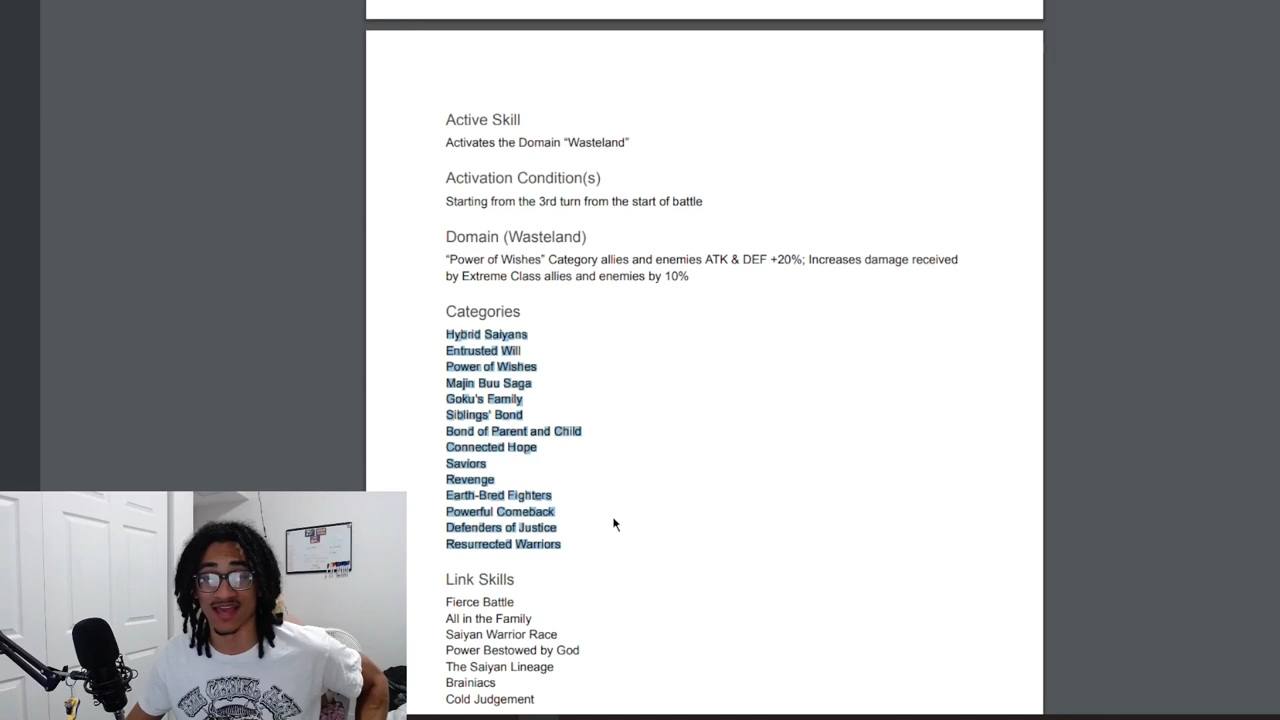 Active Skill
Activates the Domain “Wasteland”
Activation Condition(s)
Starting from the 3rd turn from the start of battle
Domain (Wasteland)
“Power of Wishes” Category allies and enemies ATK & DEF +20%; Increases damage received
by Extreme Class allies and enemies by 10%
Categories
Hybrid Saiyans
Entrusted Will
Power of Wishes
Majin Buu Saga
Goku's Family
Siblings' Bond
Bond of Parent and Child
Connected Hope
Saviors
Revenge
Earth-Bred Fighters
Powerful Comeback
Defenders of Justice
Resurrected Warriors
Link Skills
Fierce Battle
All in the Family
Saiyan Warrior Race
Power Bestowed by God
The Saiyan Lineage
Brainiacs
Cold Judgement